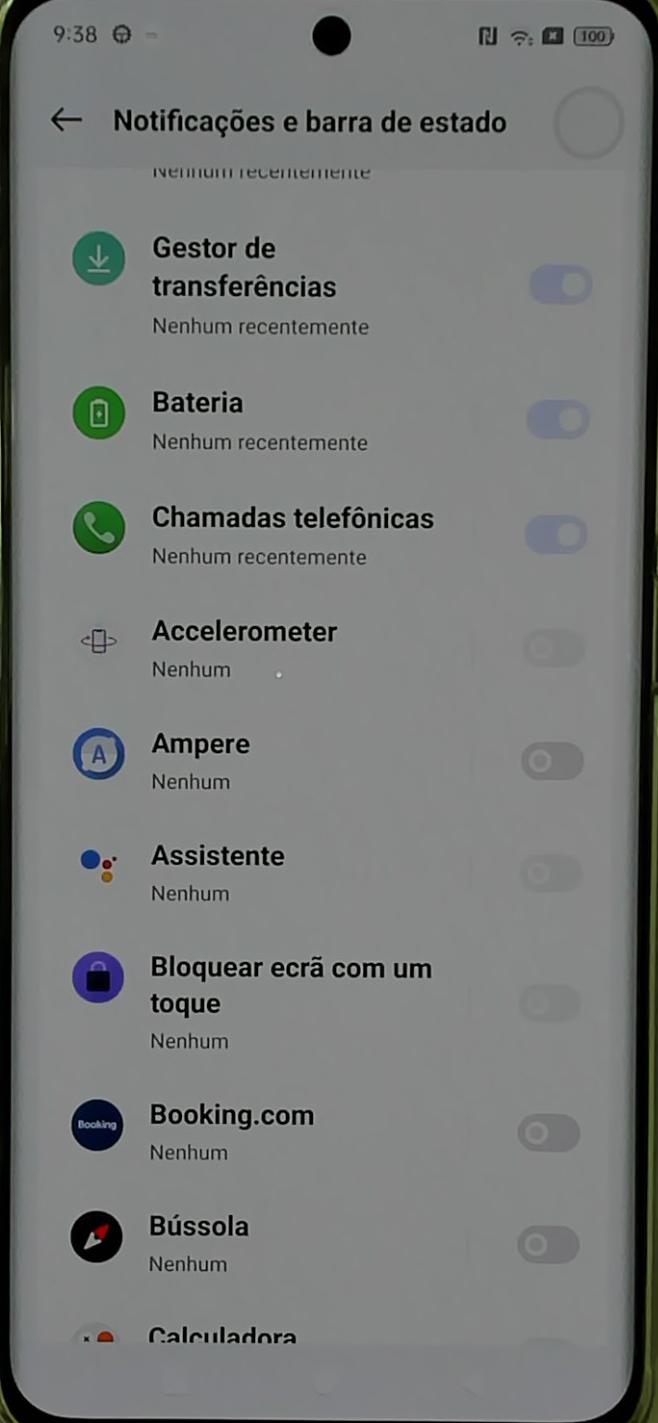 9:38
100
Notificações e barra de estado
Nenhum recentemente
Gestor de
transferências
Nenhum recentemente
Bateria
Nenhum recentemente
Chamadas telefônicas
Nenhum recentemente
Accelerometer
Nenhum
A
Ampere
Nenhum
Assistente
Nenhum
Bloquear ecrã com um
toque
Nenhum
Booking
Booking.com
Nenhum
Bússola
Nenhum
Calculadora